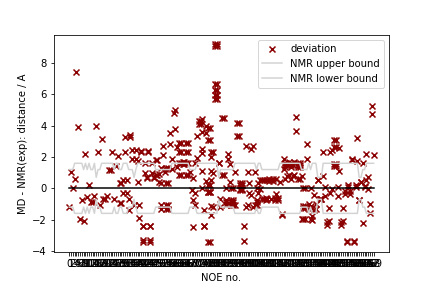 deviation
NMR upper bound
NMR lower bound
MD - NMR(exp): distance / A
8
6
4
2
0
−2
−4
NOE no.